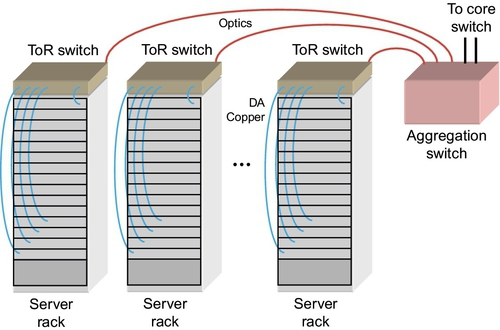 To core
switch
Optics
ToR switch
ToR switch
ToR switch
DA
Copper
Aggregation
switch
...
Server
rack
Server
rack
Server
rack